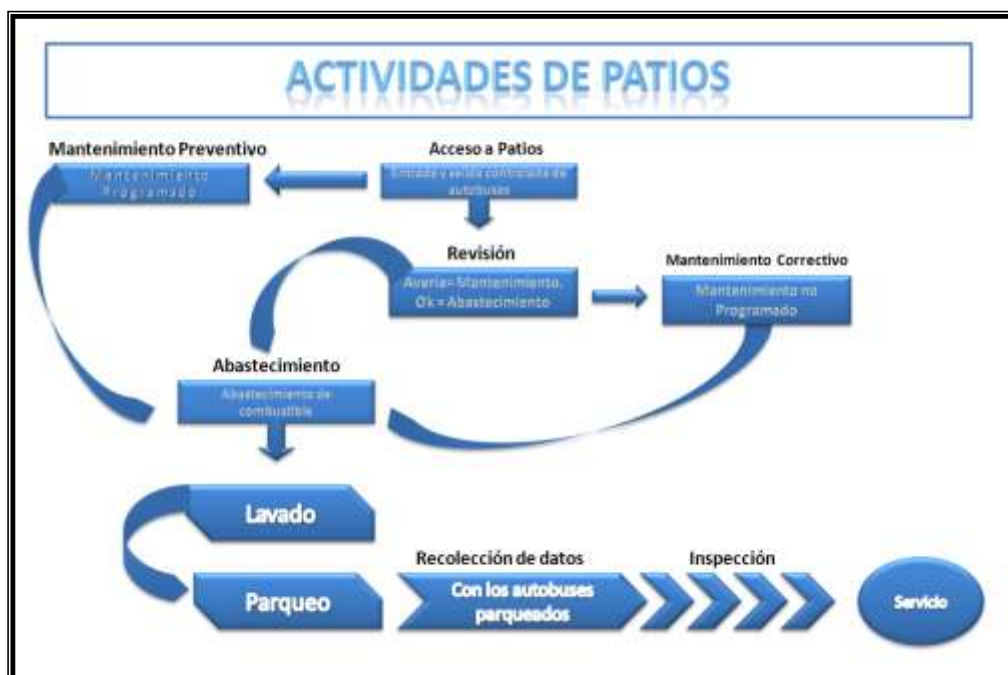 ACTIVIDADES DE PATIOS
Mantenimiento Preventivo
Mantenimiento
Programado
Acceso a Patios
Entrada y salida controlada de
autobuses
Revisión
Averia= Mantenimiento,
Ok = Abastecimiento
Mantenimiento Correctivo
Mantenimiento no
Programado
Abastecimiento
Abastecimiento de
combustible
Lavado
Parqueo
Recolección de datos
Con los autobuses
parqueados
Inspección
Servicio